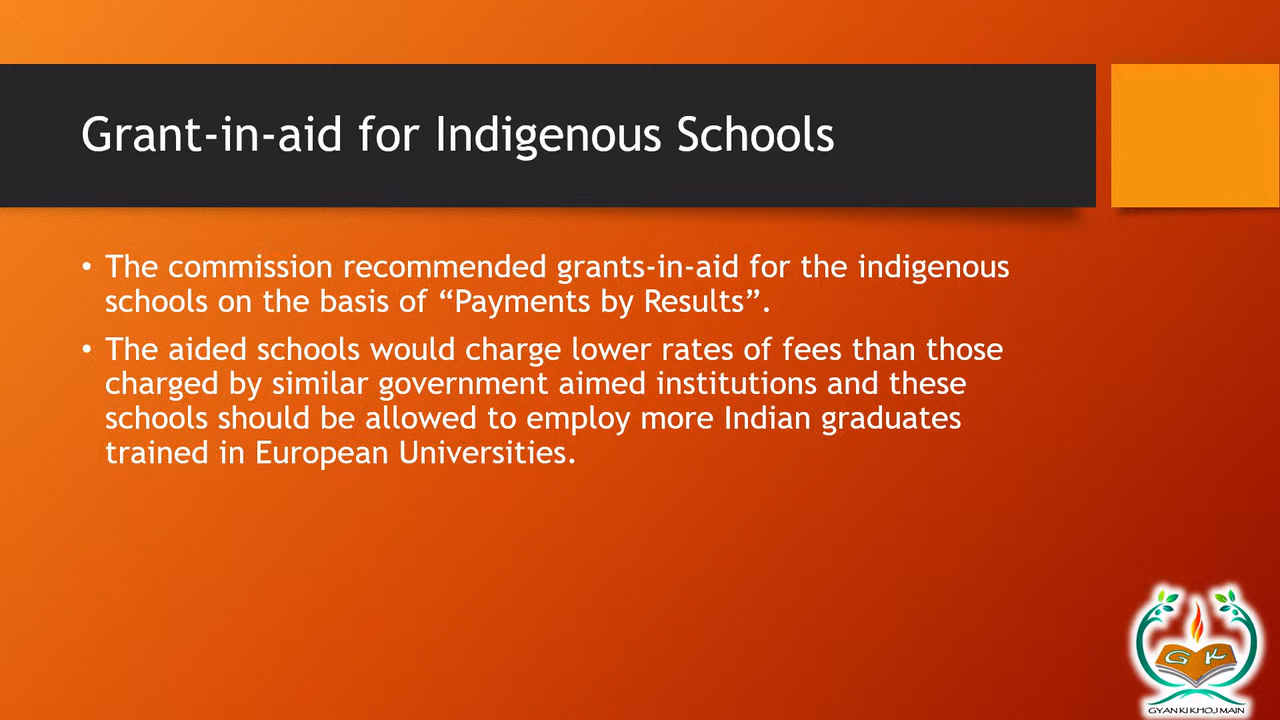 Grant-in-aid for Indigenous Schools
• The commission recommended grants-in-aid for the indigenous
schools on the basis of “Payments by Results”.
• The aided schools would charge lower rates of fees than those
charged by similar government aimed institutions and these
schools should be allowed to employ more Indian graduates
trained in European Universities.
G K
GYAN KI KHOJ MAIN